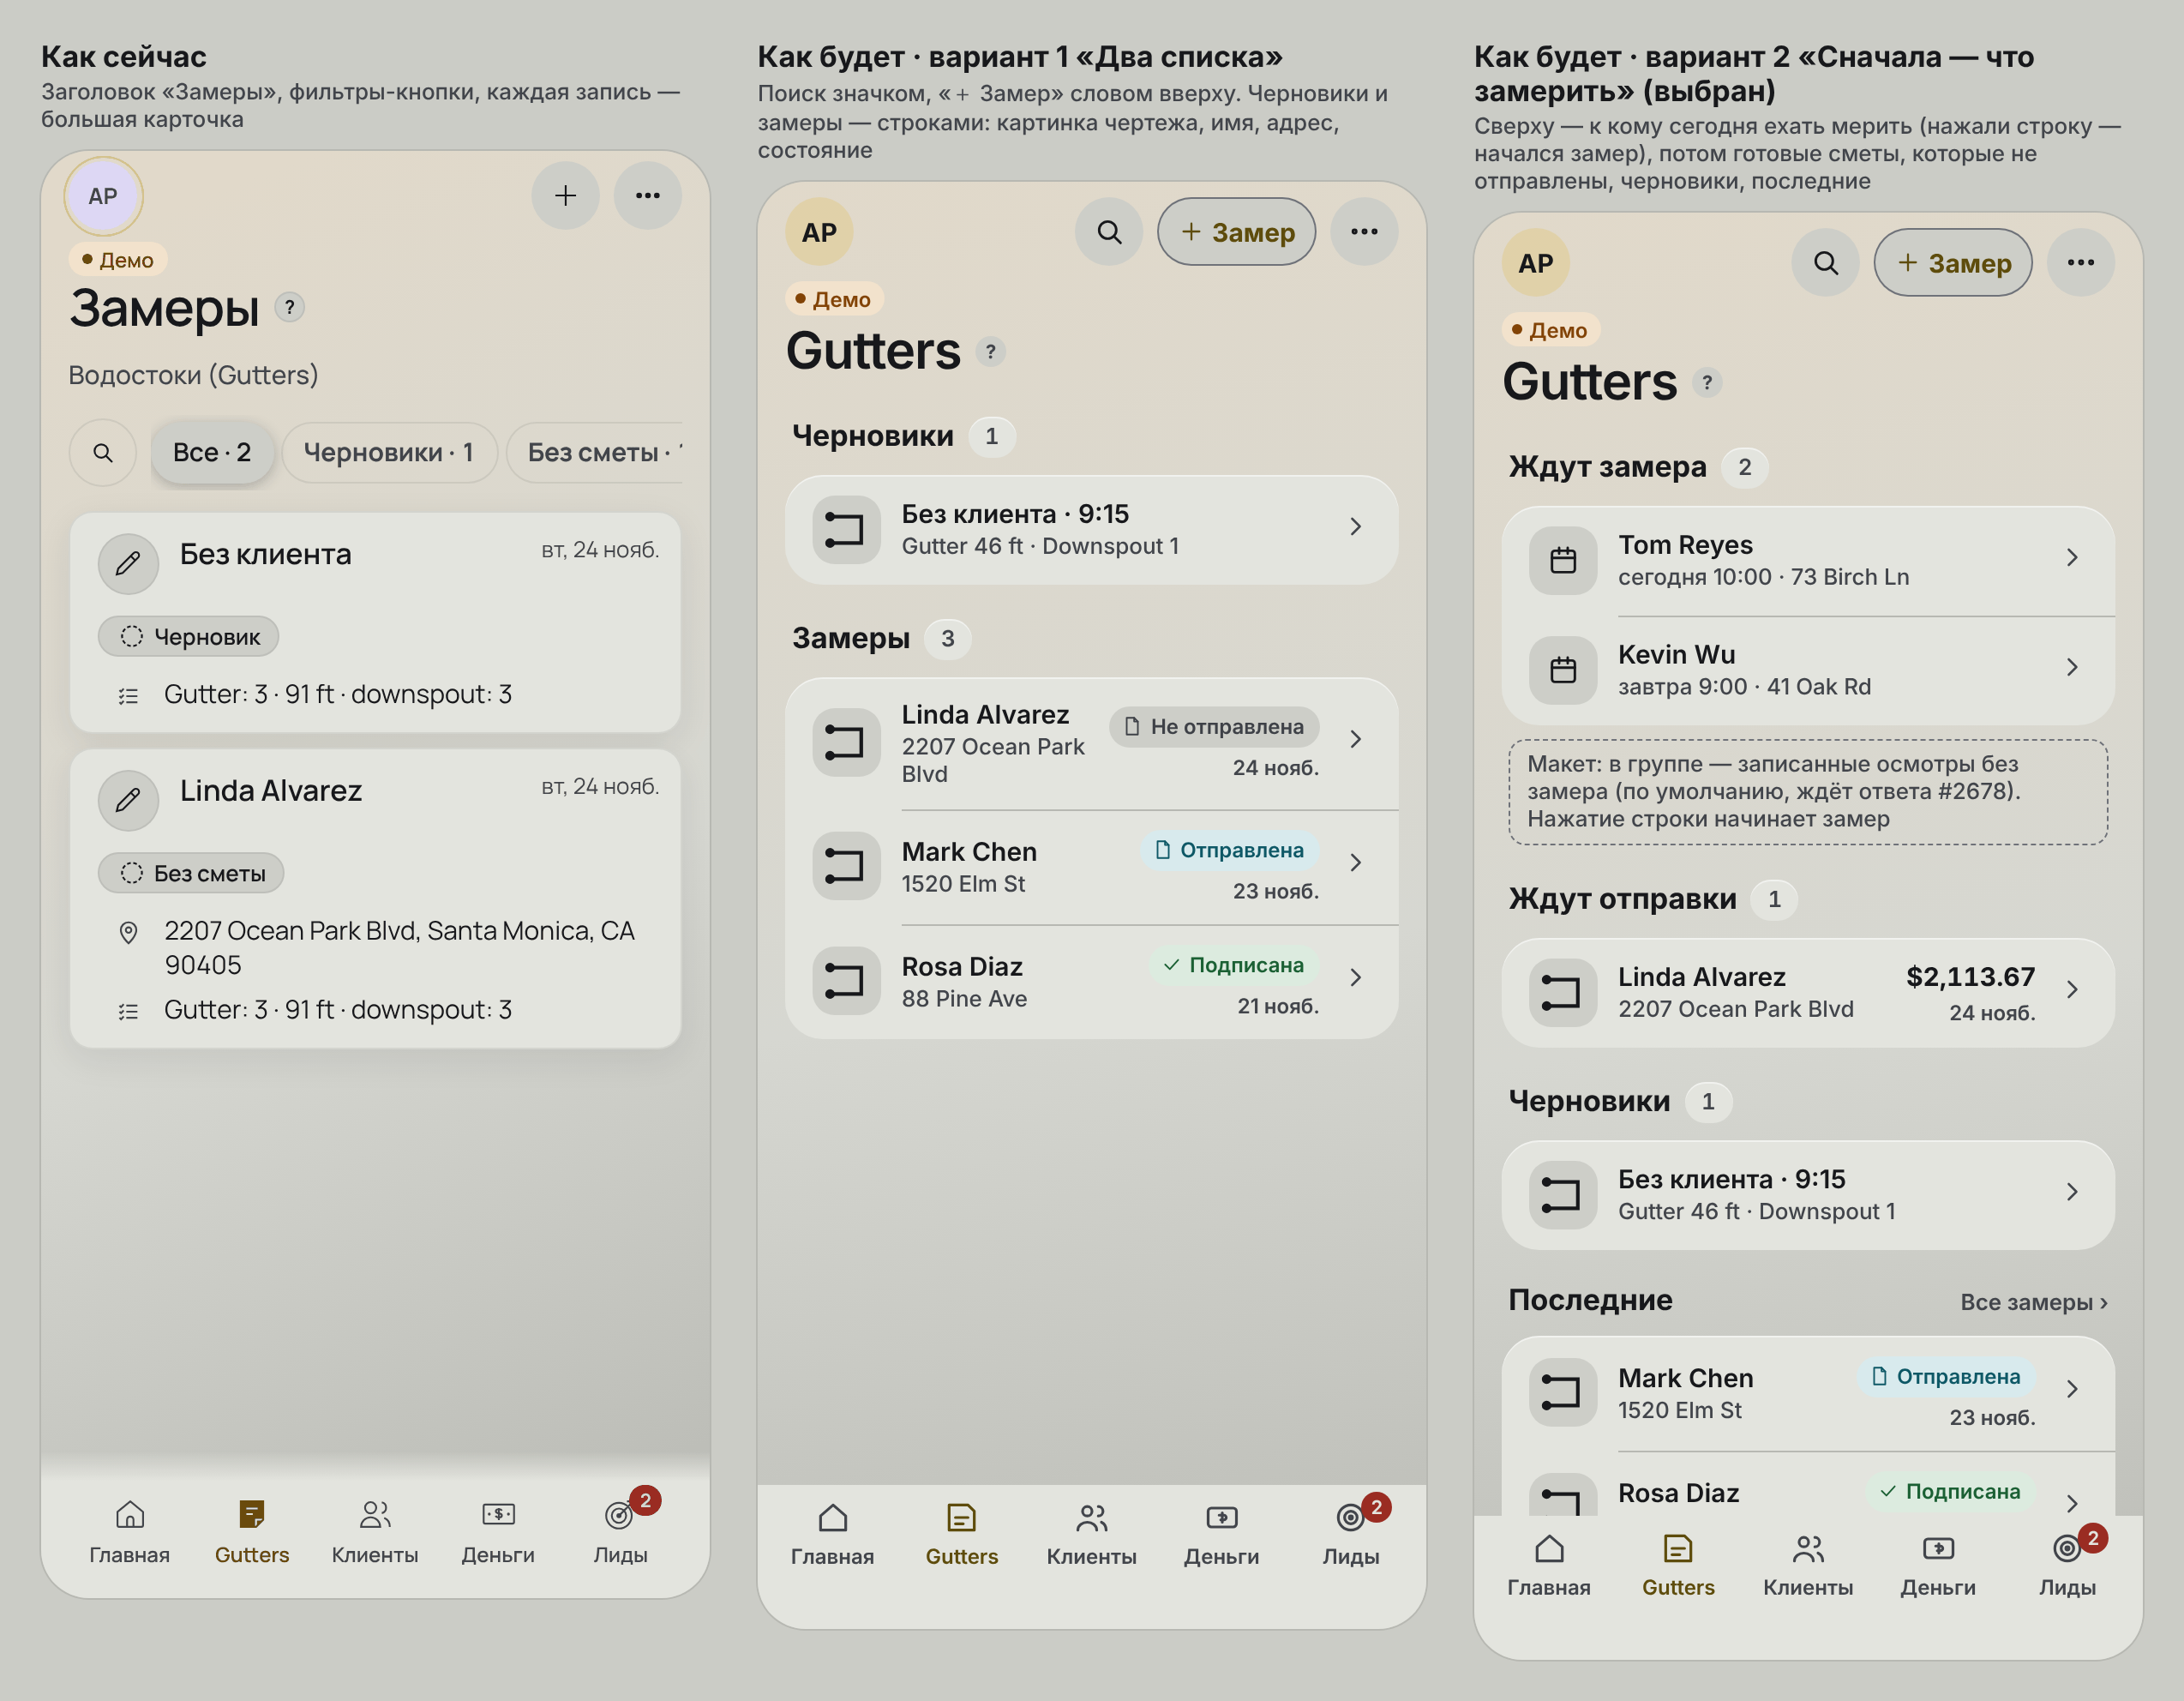 Как сейчас
Заголовок «Замеры», фильтры-кнопки, каждая запись —
большая карточка
AP
Демо
Замеры ?
Водостоки (Gutters)
Все · 2
Черновики · 1
Без сметы ·
Без клиента
вт, 24 нояб.
Черновик
Gutter: 3 · 91 ft · downspout: 3
Linda Alvarez
вт, 24 нояб.
Без сметы
2207 Ocean Park Blvd, Santa Monica, CA
90405
Gutter: 3 · 91 ft · downspout: 3
Главная
Gutters
Клиенты
Деньги
Лиды
2
Как будет · вариант 1 «Два списка»
Поиск значком, «+ Замер» словом вверху. Черновики и
замеры — строками: картинка чертежа, имя, адрес,
состояние
AP
+ Замер
Демо
Gutters ?
Черновики 1
Без клиента · 9:15
Gutter 46 ft · Downspout 1
Замеры 3
Linda Alvarez
2207 Ocean Park
Blvd
Не отправлена
24 нояб.
Mark Chen
1520 Elm St
Отправлена
23 нояб.
Rosa Diaz
88 Pine Ave
Подписана
21 нояб.
Главная
Gutters
Клиенты
Деньги
Лиды
2
Как будет · вариант 2 «Сначала — что
замерить» (выбран)
Сверху — к кому сегодня ехать мерить (нажали строку —
начался замер), потом готовые сметы, которые не
отправлены, черновики, последние
AP
+ Замер
Демо
Gutters ?
Ждут замера 2
Tom Reyes
сегодня 10:00 · 73 Birch Ln
Kevin Wu
завтра 9:00 · 41 Oak Rd
Макет: в группе — записанные осмотры без
замера (по умолчанию, ждёт ответа #2678).
Нажатие строки начинает замер
Ждут отправки 1
Linda Alvarez
2207 Ocean Park Blvd
$2,113.67
24 нояб.
Черновики 1
Без клиента · 9:15
Gutter 46 ft · Downspout 1
Последние
Все замеры ›
Mark Chen
1520 Elm St
Отправлена
23 нояб.
Rosa Diaz
Подписана
Главная
Gutters
Клиенты
Деньги
Лиды
2